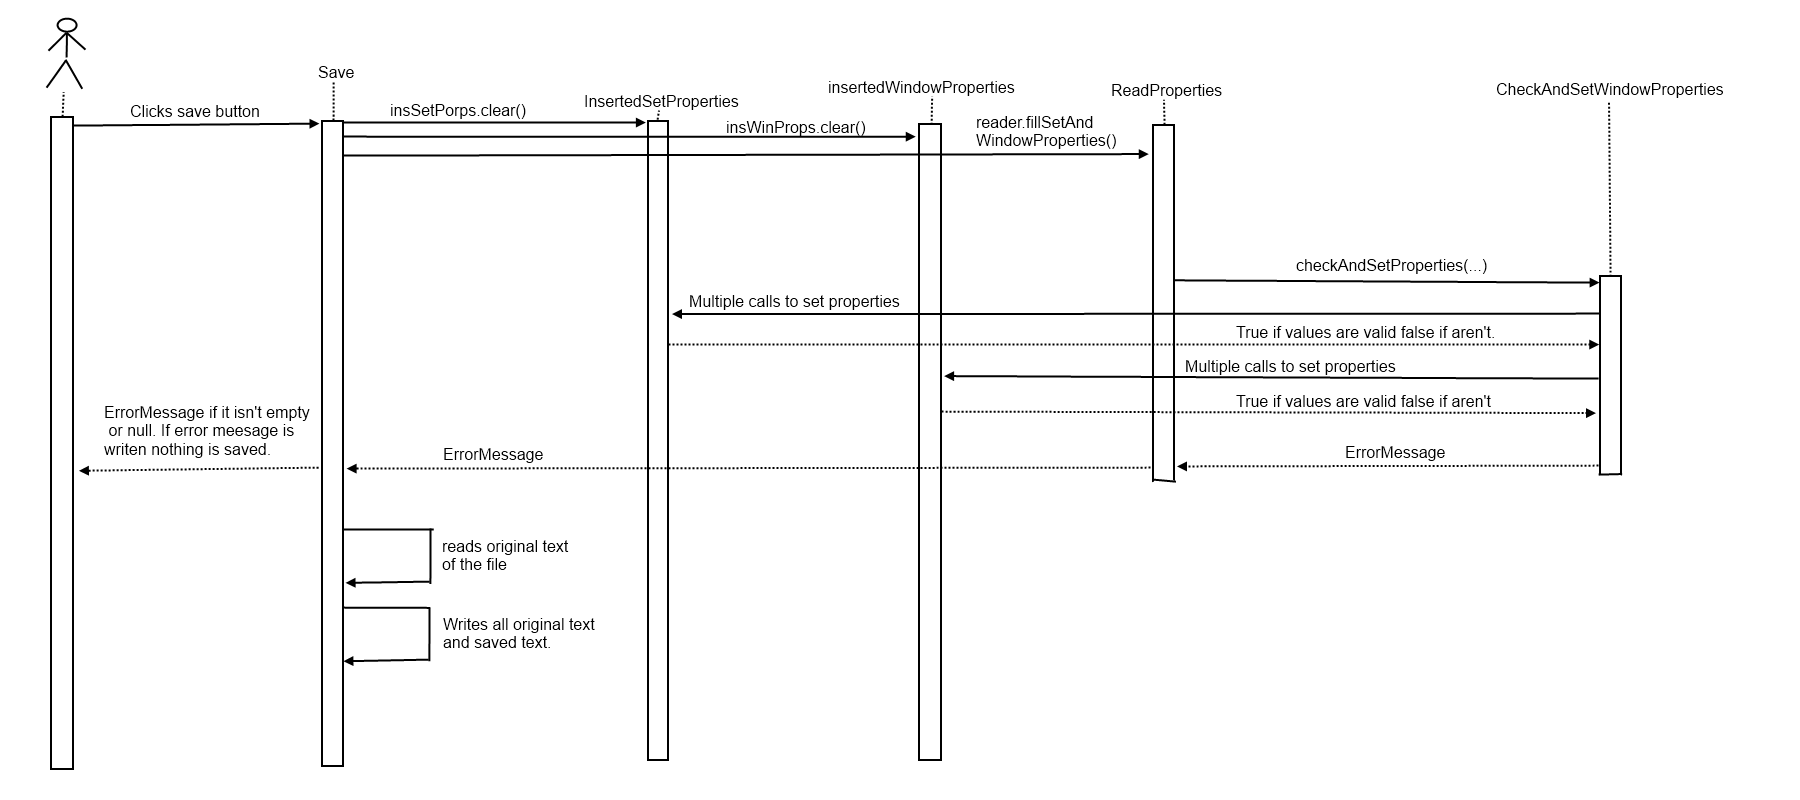 Save
insertedWindowProperties
ReadProperties
CheckAndSetWindowProperties
InsertedSetProperties
Clicks save button
insSetPorps.clear()
insWinProps.clear()
reader.fillSetAnd
WindowProperties()
checkAndSetProperties(...)
Multiple calls to set properties
True if values are valid false if aren't.
Multiple calls to set properties
True if values are valid false if aren't
ErrorMessage if it isn't empty
or null. If error meesage is
writen nothing is saved.
ErrorMessage
ErrorMessage
reads original text
of the file
Writes all original text
and saved text.